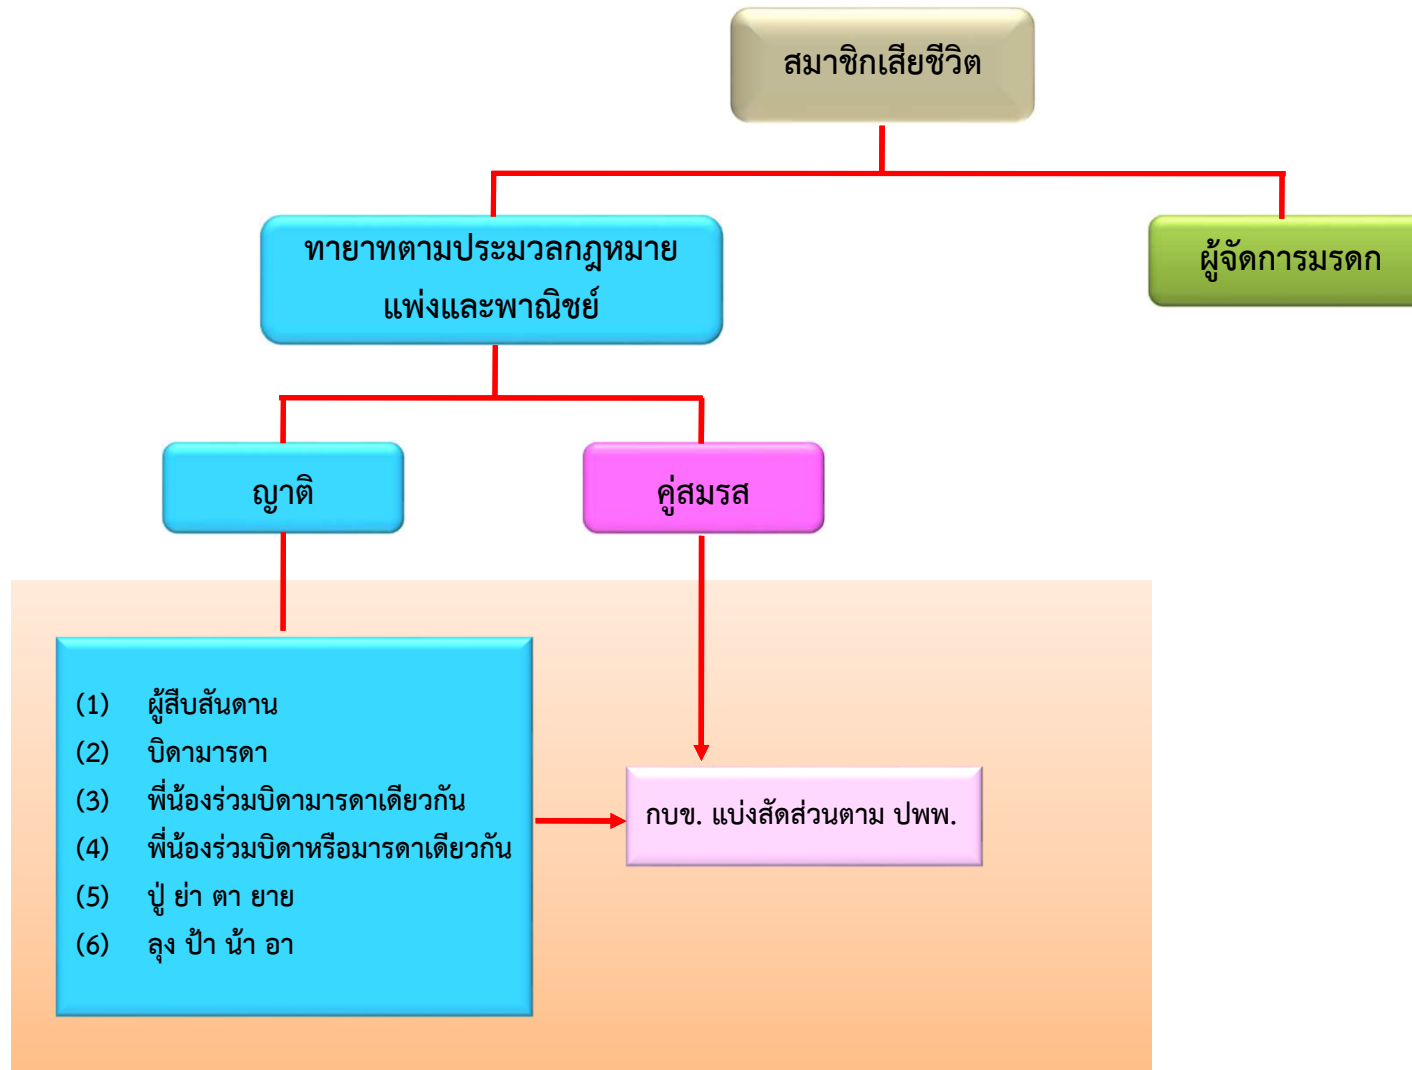 สมาชิกเสียชีวิต
ทายาทตามประมวลกฎหมาย
แพ่งและพาณิชย์
ผู้จัดการมรดก
ญาติ
คู่สมรส
(1) ผู้สืบสันดาน
(2) บิดามารดา
(3) พี่น้องร่วมบิดามารดาเดียวกัน
(4) พี่น้องร่วมบิดาหรือมารดาเดียวกัน
(5) ปู่ ย่า ตา ยาย
(6) ลุง ป้า น้า อา
กบข. แบ่งสัดส่วนตาม ปพพ.